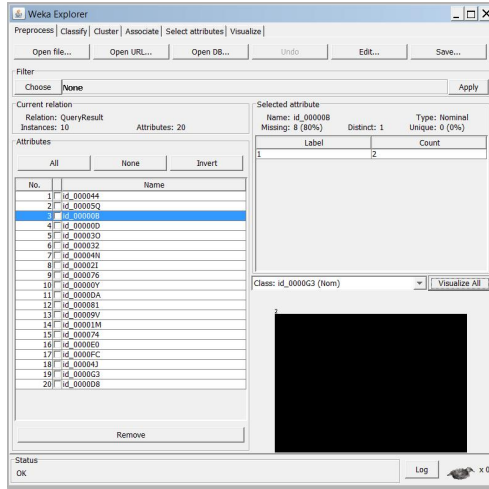 Weka Explorer
Preprocess Classify Cluster Associate Select attributes Visualize
Open file... Open URL... Open DB... Undo Edit... Save...
Filter
Choose None Apply
Current relation
Relation: QueryResult
Instances: 10 Attributes: 20
Selected attribute
Name: id_00000B Type: Nominal
Missing: 8 (80%) Distinct: 1 Unique: 0 (0%)
Attributes
All None Invert
No. Name
1 id_000044
2 id_00005Q
3 id_00000B
4 id_00000D
5 id_00003O
6 id_000032
7 id_00004N
8 id_00002I
9 id_000076
10 id_00000Y
11 id_0000DA
12 id_000081
13 id_00009V
14 id_00001M
15 id_000074
16 id_0000E0
17 id_0000FC
18 id_00004J
19 id_0000G3
20 id_0000D8
Remove
Label Count
1 2
Class: id_0000G3 (Nom) Visualize All
2
Status
OK
Log x 0